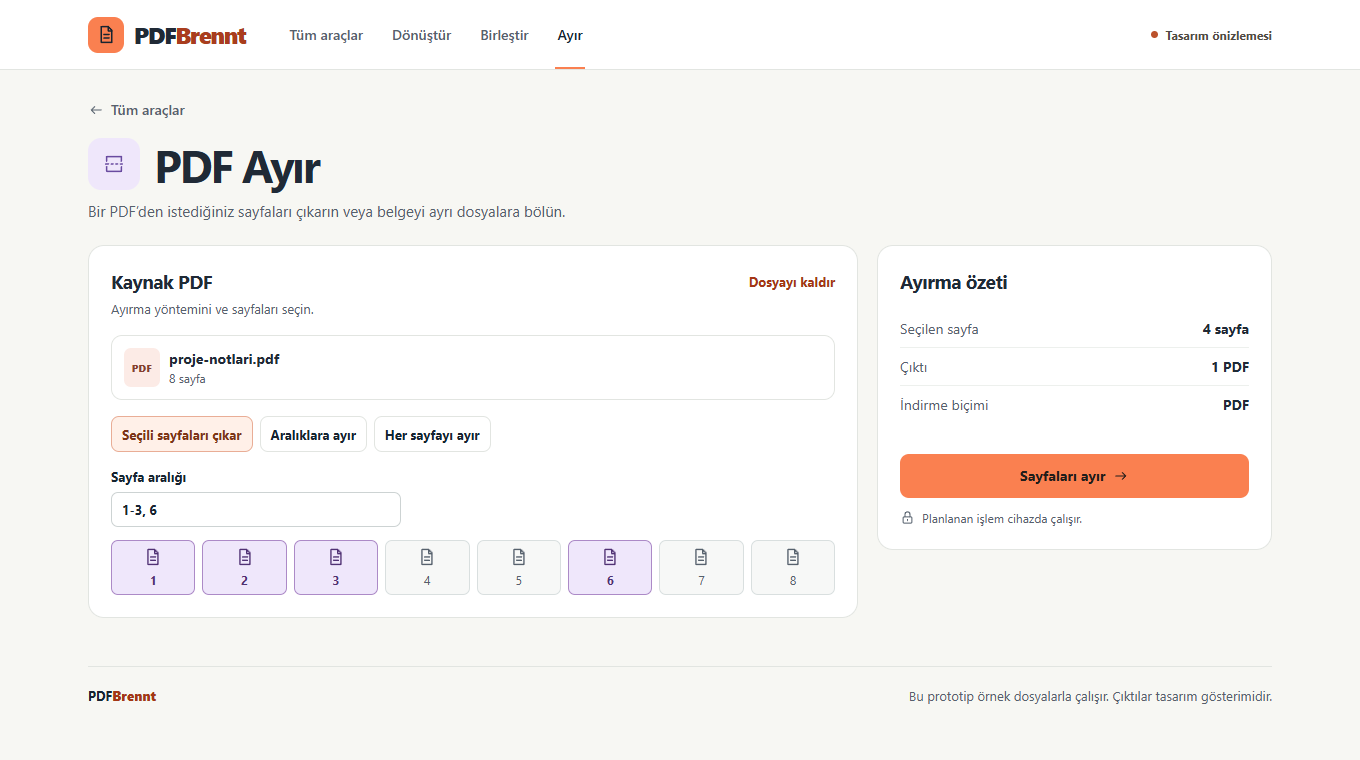 PDFBrennt
Tüm araçlar
Dönüştür
Birleştir
Ayır
Tasarım önizlemesi
← Tüm araçlar
PDF Ayır
Bir PDF'den istediğiniz sayfaları çıkarın veya belgeyi ayrı dosyalara bölün.
Kaynak PDF
Dosyayı kaldır
Ayırma yöntemini ve sayfaları seçin.
PDF
proje-notlari.pdf
8 sayfa
Seçili sayfaları çıkar
Aralıklara ayır
Her sayfayı ayır
Sayfa aralığı
1-3, 6
1
2
3
4
5
6
7
8
Ayırma özeti
Seçilen sayfa
4 sayfa
Çıktı
1 PDF
İndirme biçimi
PDF
Sayfaları ayır →
Planlanan işlem cihazda çalışır.
PDFBrennt
Bu prototip örnek dosyalarla çalışır. Çıktılar tasarım gösterimidir.